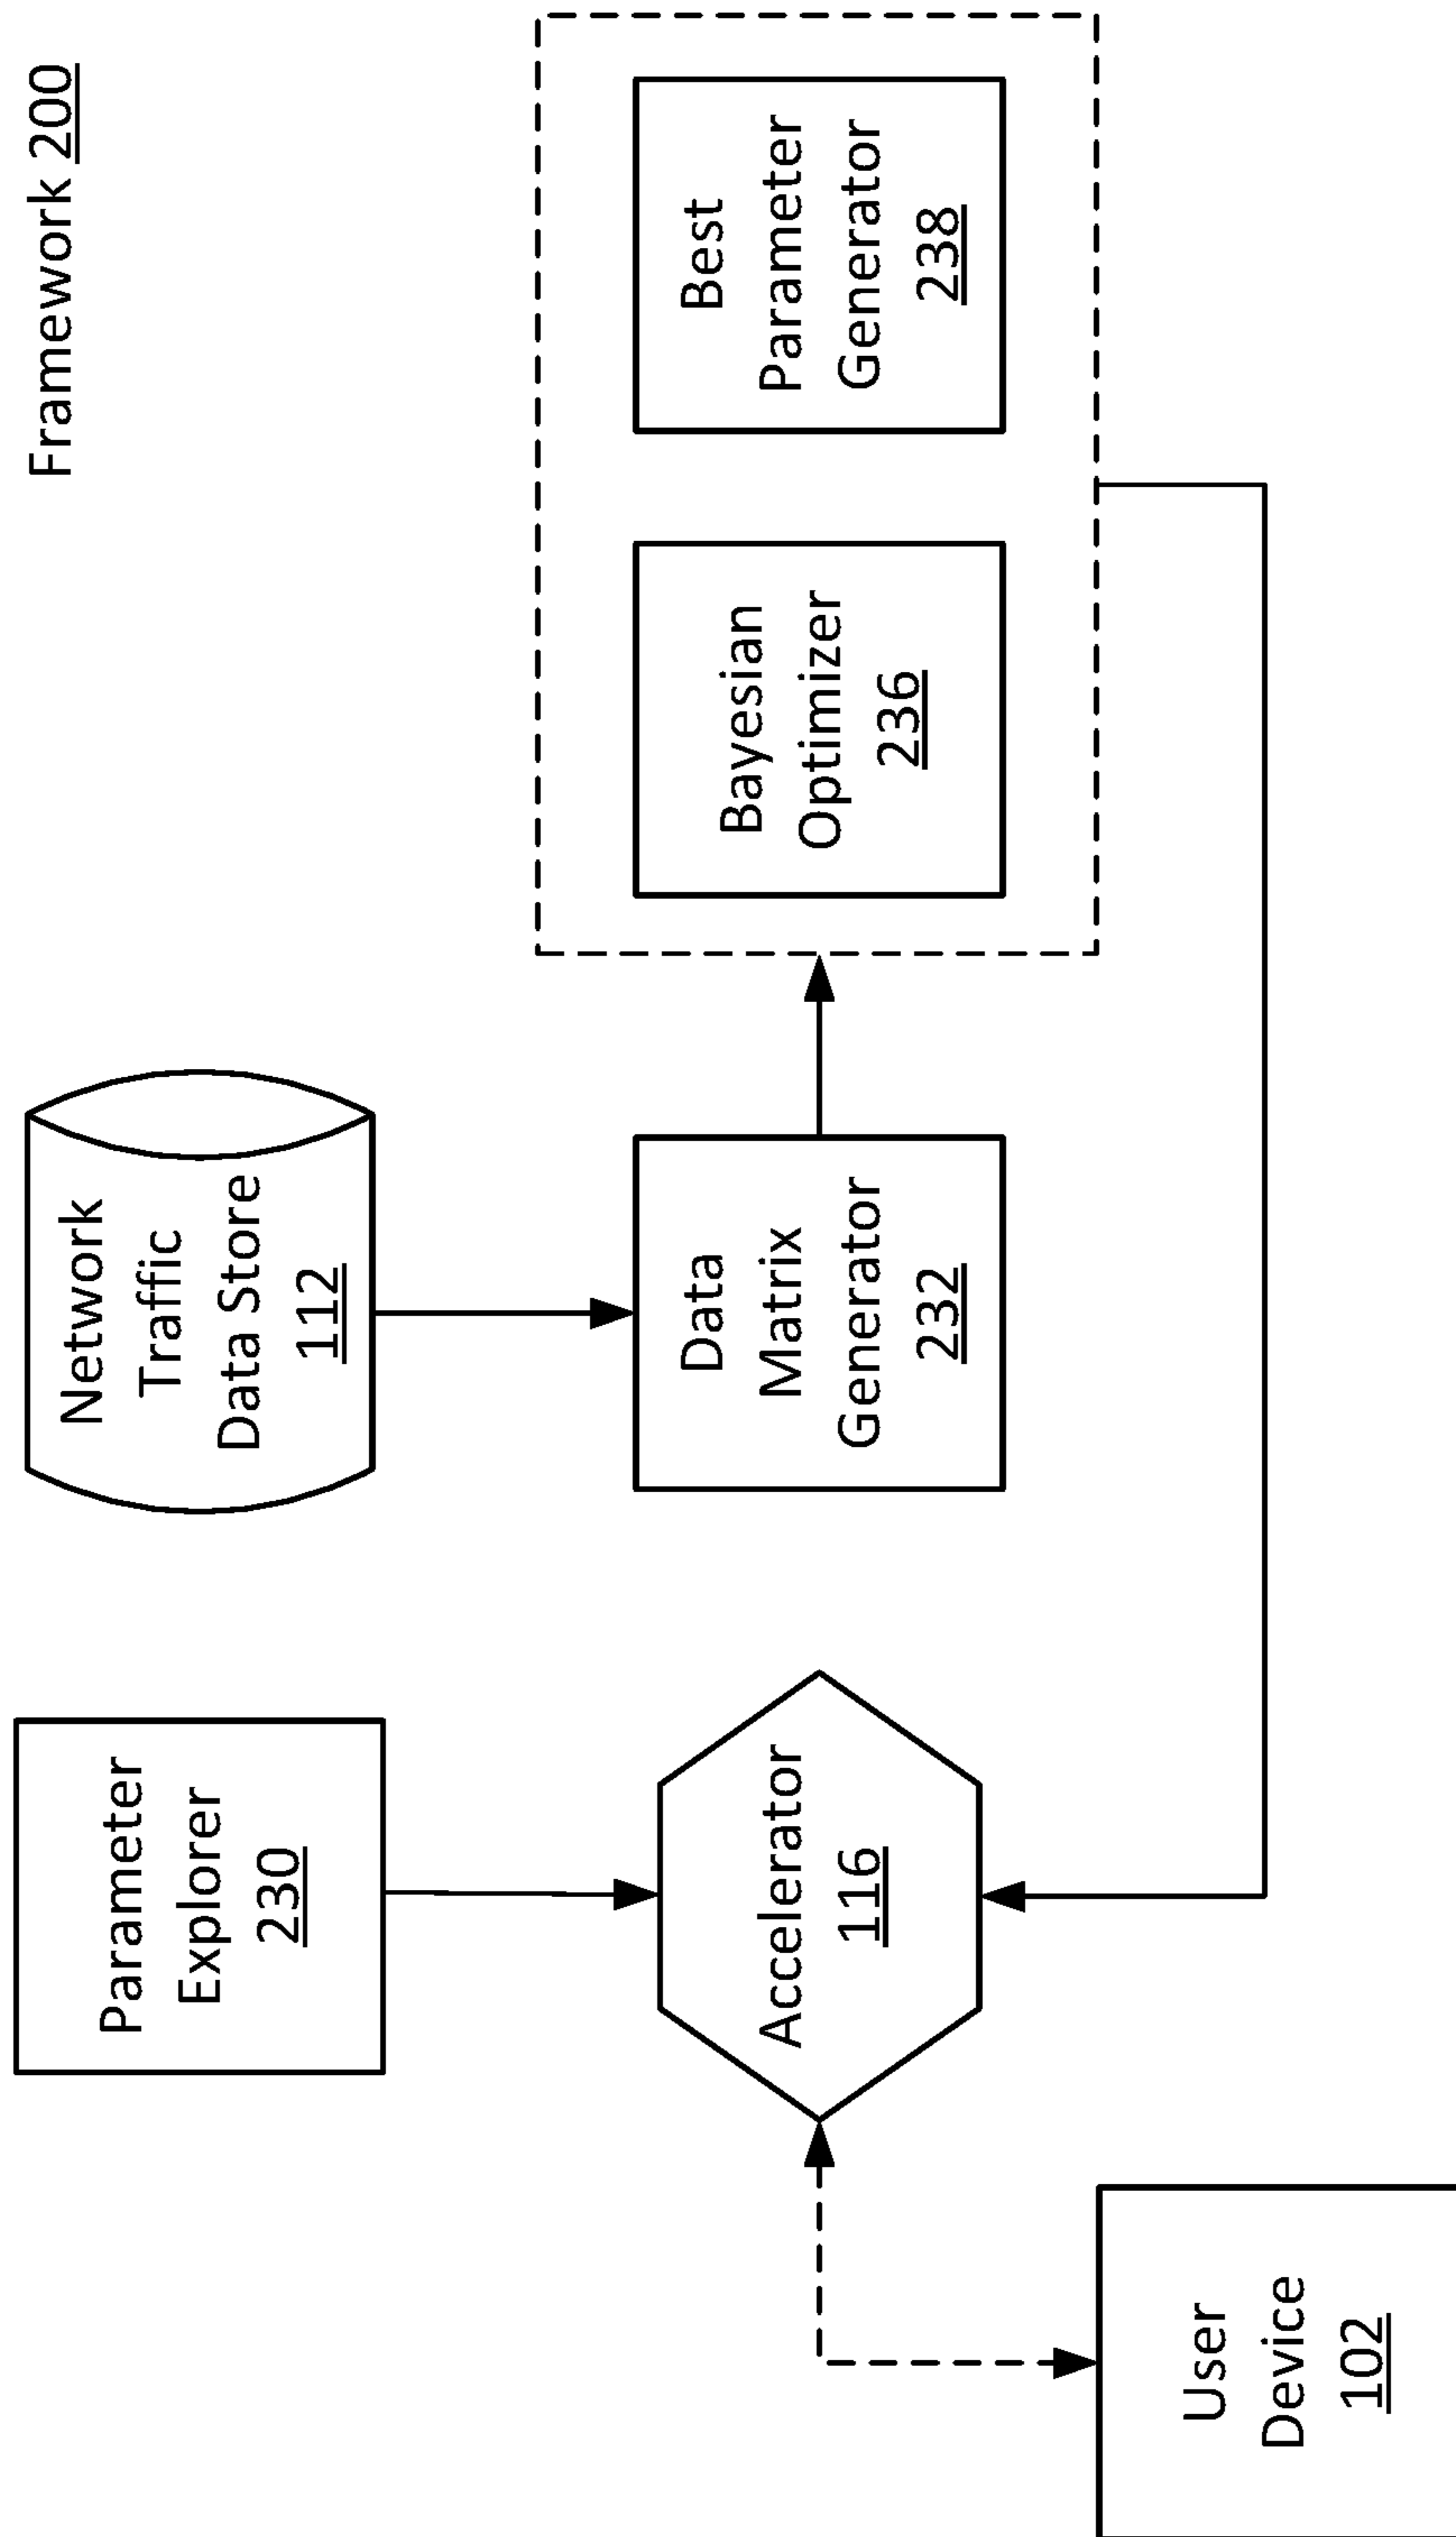 Framework 200
Parameter
Explorer
230
Network
Traffic
Data Store
112
Accelerator
116
Data
Matrix
Generator
232
Bayesian
Optimizer
236
Best
Parameter
Generator
238
User
Device
102